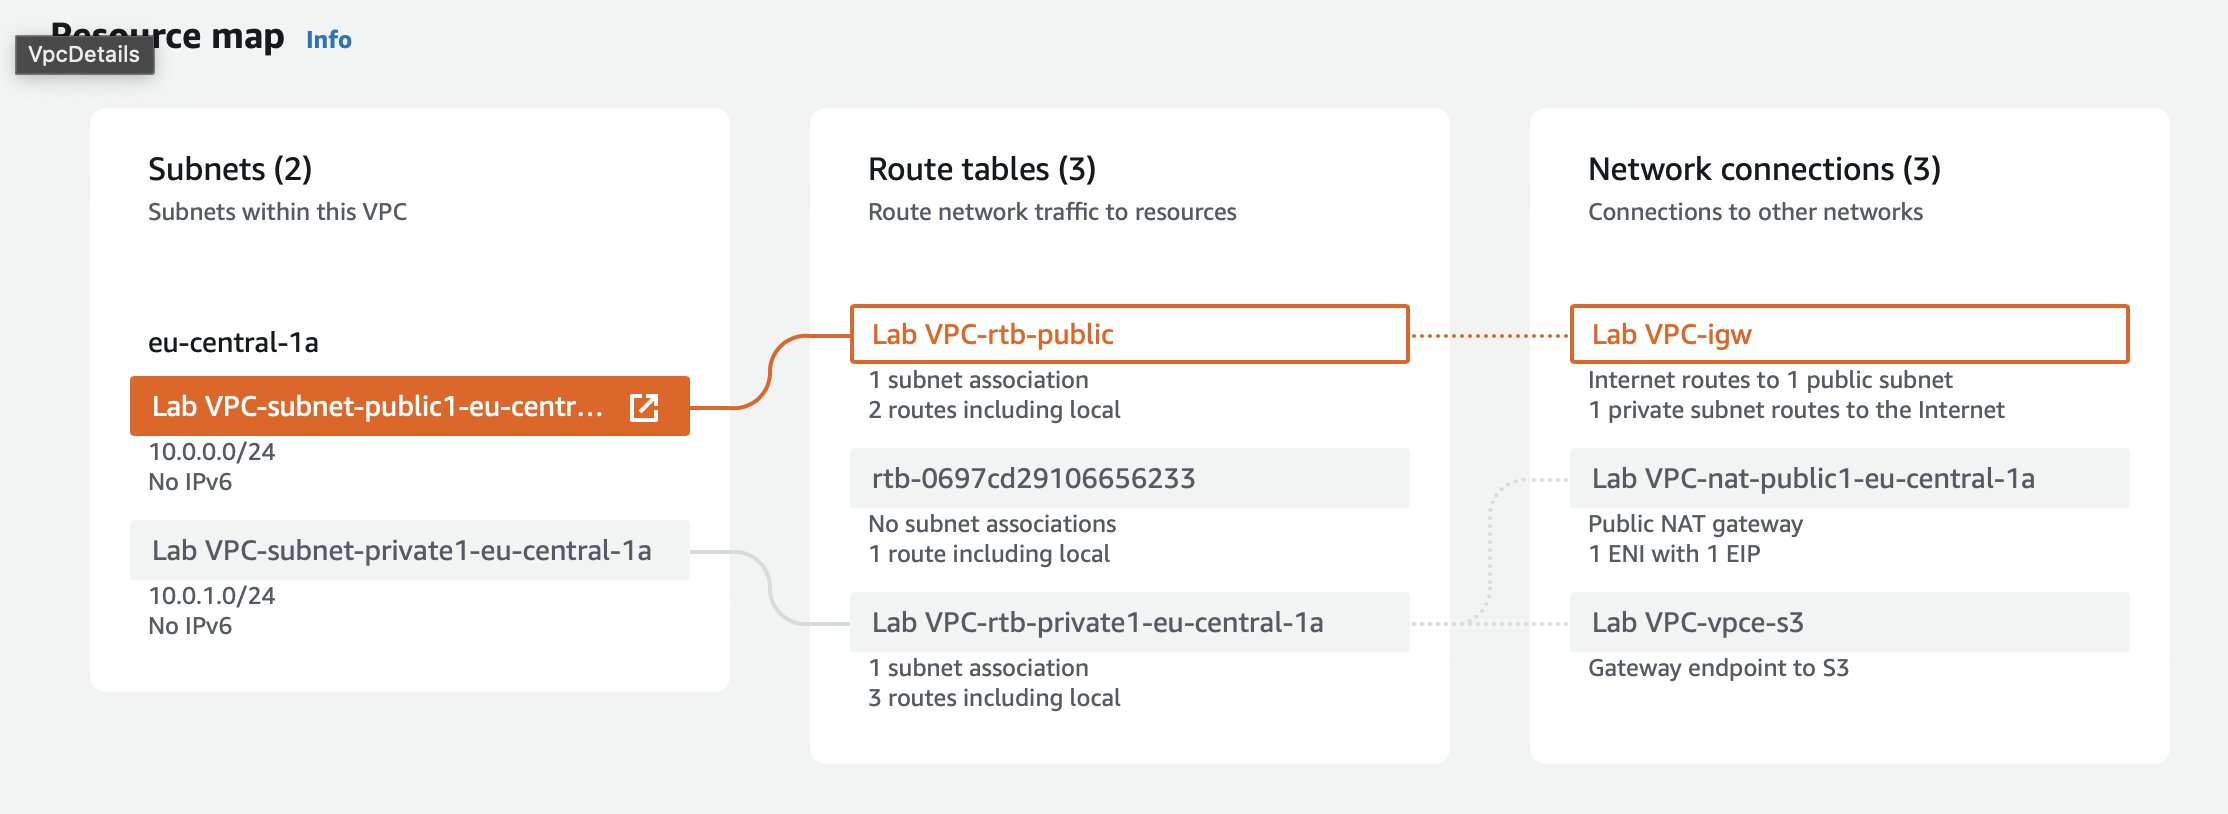 Resource map Info
VpcDetails
Subnets (2)
Subnets within this VPC
eu-central-1a
Lab VPC-subnet-public1-eu-centr...
10.0.0.0/24
No IPv6
Lab VPC-subnet-private1-eu-central-1a
10.0.1.0/24
No IPv6
Route tables (3)
Route network traffic to resources
Lab VPC-rtb-public
1 subnet association
2 routes including local
rtb-0697cd29106656233
No subnet associations
1 route including local
Lab VPC-rtb-private1-eu-central-1a
1 subnet association
3 routes including local
Network connections (3)
Connections to other networks
Lab VPC-igw
Internet routes to 1 public subnet
1 private subnet routes to the Internet
Lab VPC-nat-public1-eu-central-1a
Public NAT gateway
1 ENI with 1 EIP
Lab VPC-vpce-s3
Gateway endpoint to S3